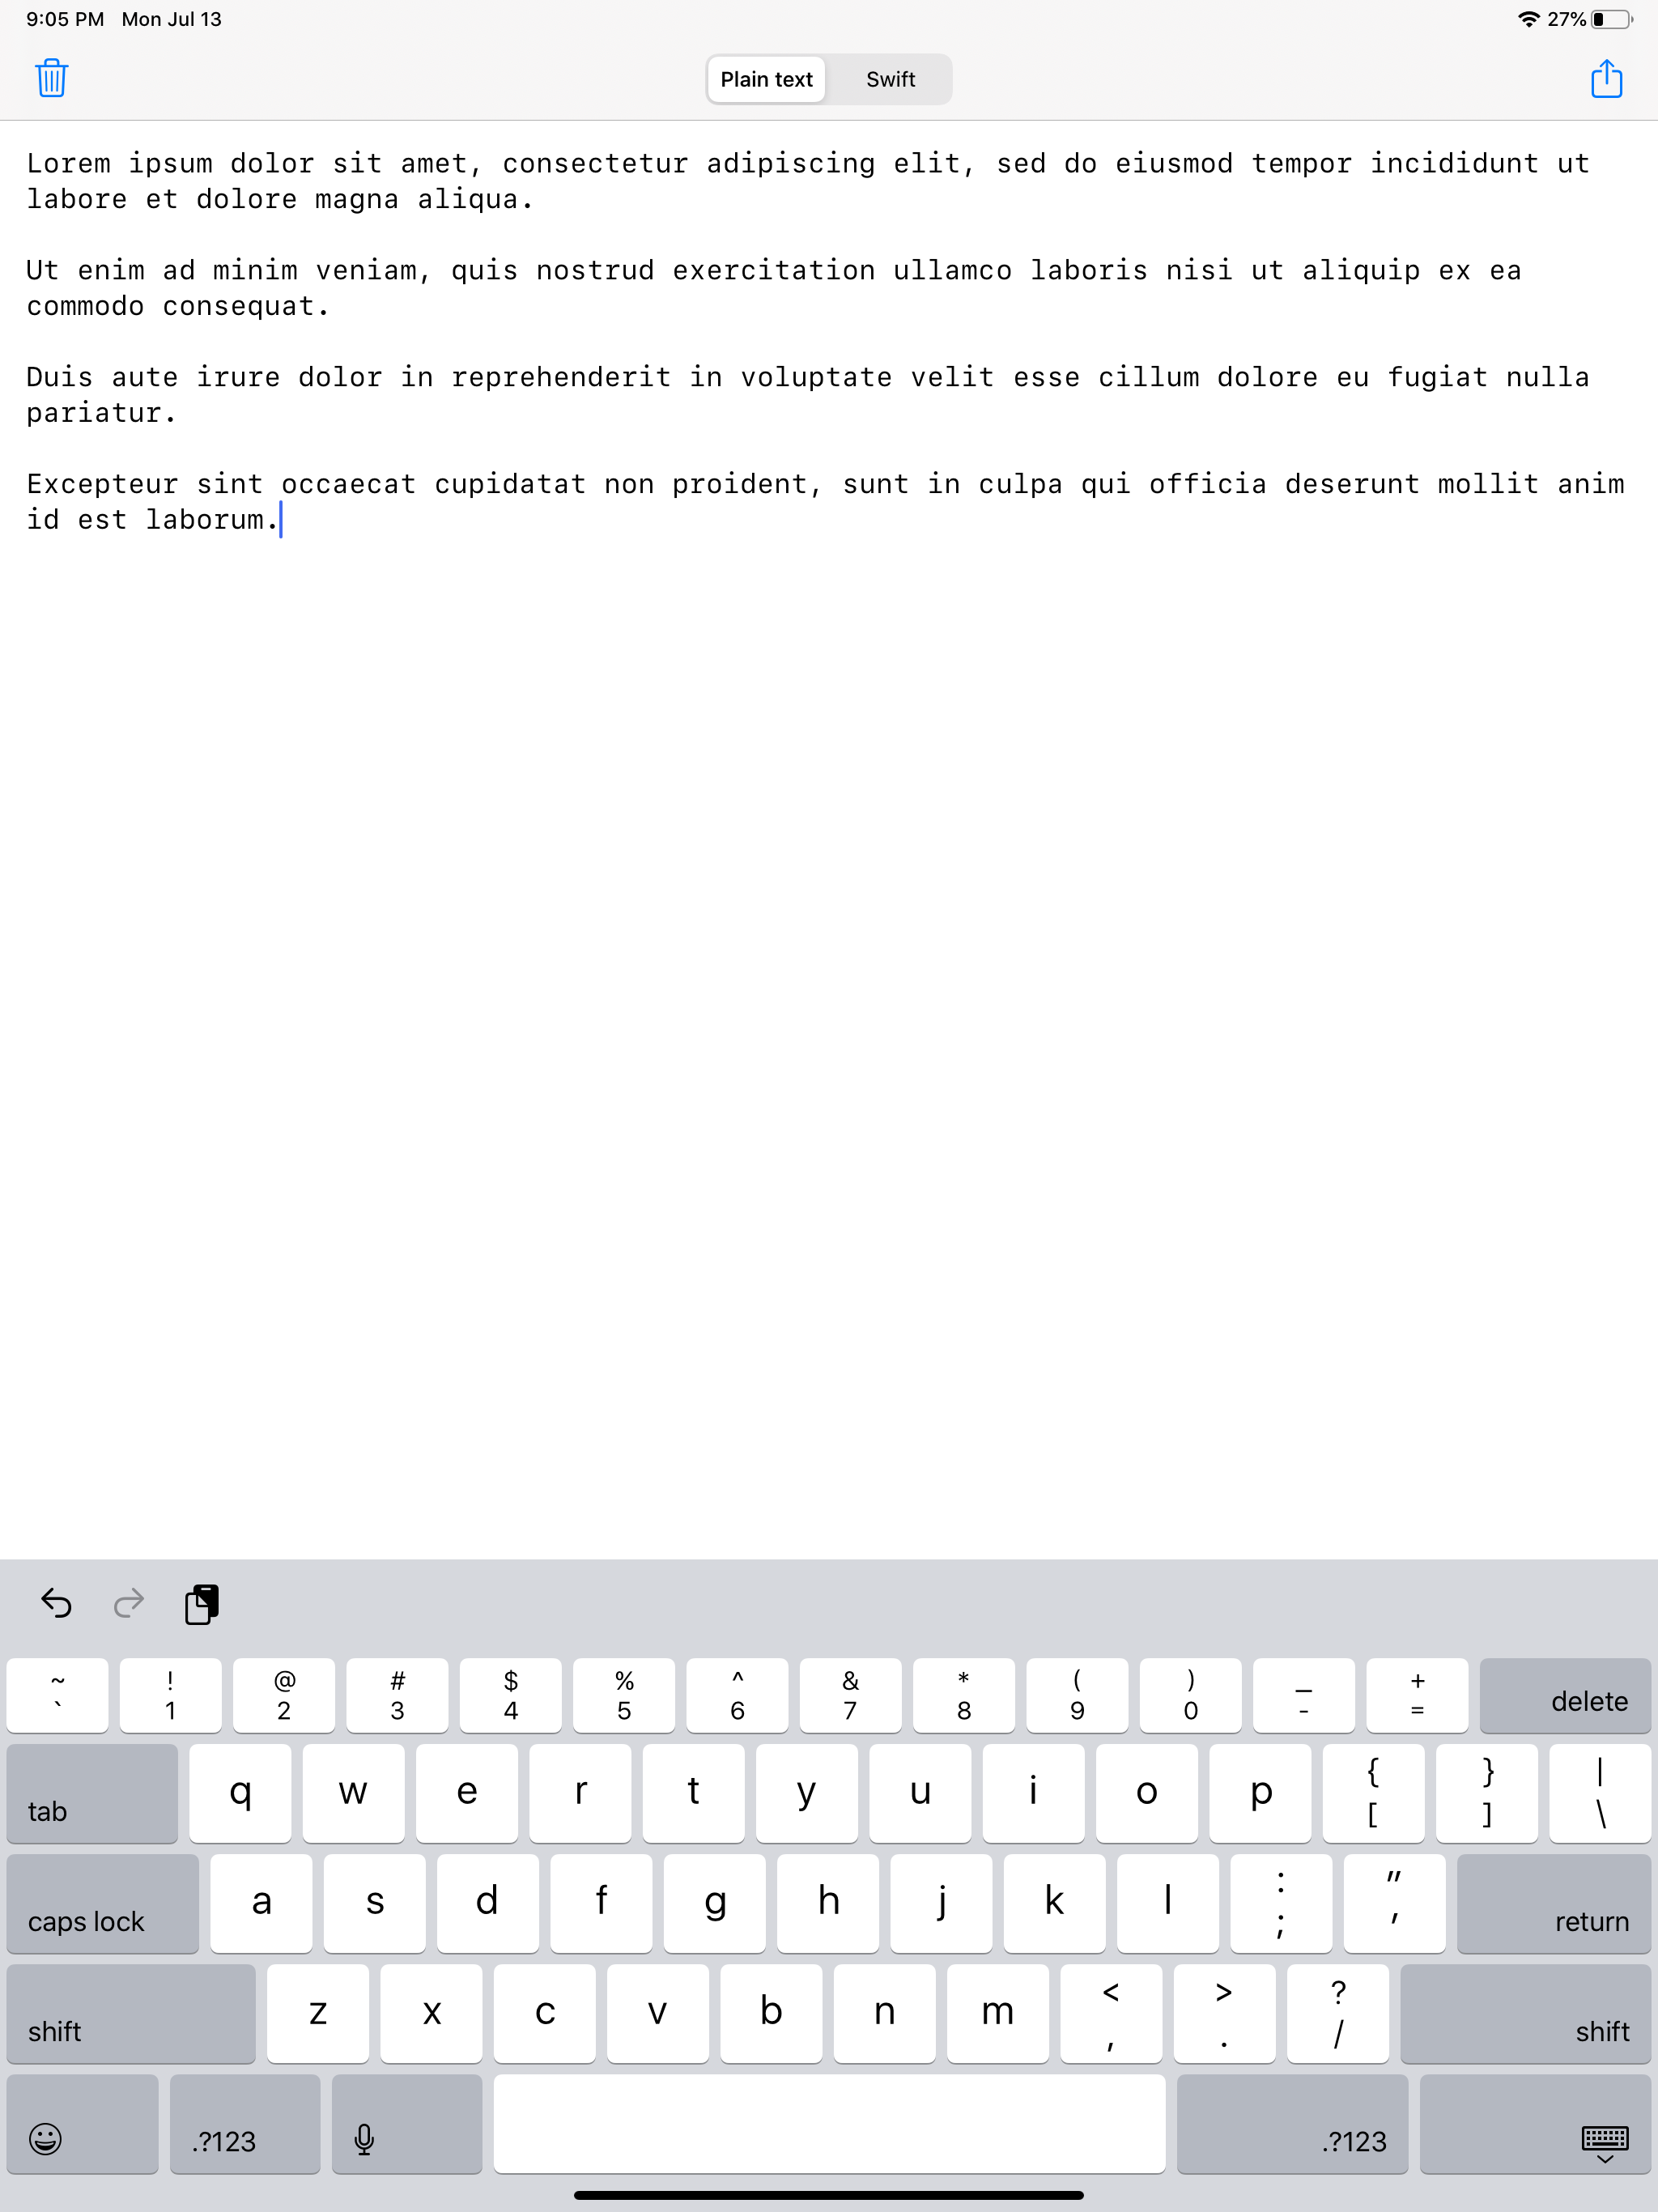 9:05 PM Mon Jul 13 27%
Plain text Swift
Lorem ipsum dolor sit amet, consectetur adipiscing elit, sed do eiusmod tempor incididunt ut
labore et dolore magna aliqua.
Ut enim ad minim veniam, quis nostrud exercitation ullamco laboris nisi ut aliquip ex ea
commodo consequat.
Duis aute irure dolor in reprehenderit in voluptate velit esse cillum dolore eu fugiat nulla
pariatur.
Excepteur sint occaecat cupidatat non proident, sunt in culpa qui officia deserunt mollit anim
id est laborum.
~ ! @ # $ % ^ & * ( ) _ +
` 1 2 3 4 5 6 7 8 9 0 - = delete
tab q w e r t y u i o p { } |
[ ] \
caps lock a s d f g h j k l : "
; ' return
shift z x c v b n m < > ?
, . / shift
.?123 .?123